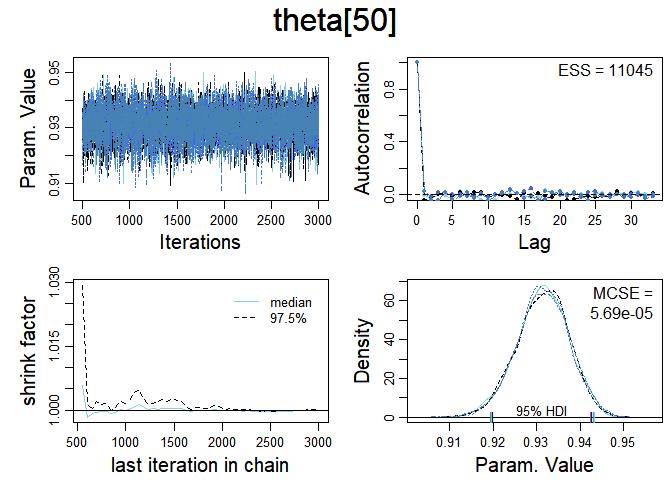 theta[50]
Param. Value
0.91 0.93 0.95
500 1000 1500 2000 2500 3000
Iterations
Autocorrelation
0.0 0.4 0.8
ESS = 11045
0 5 10 15 20 25 30
Lag
shrink factor
1.000 1.015 1.030
median
97.5%
500 1000 1500 2000 2500 3000
last iteration in chain
Density
0 20 40 60
MCSE =
5.69e-05
95% HDI
0.91 0.92 0.93 0.94 0.95
Param. Value